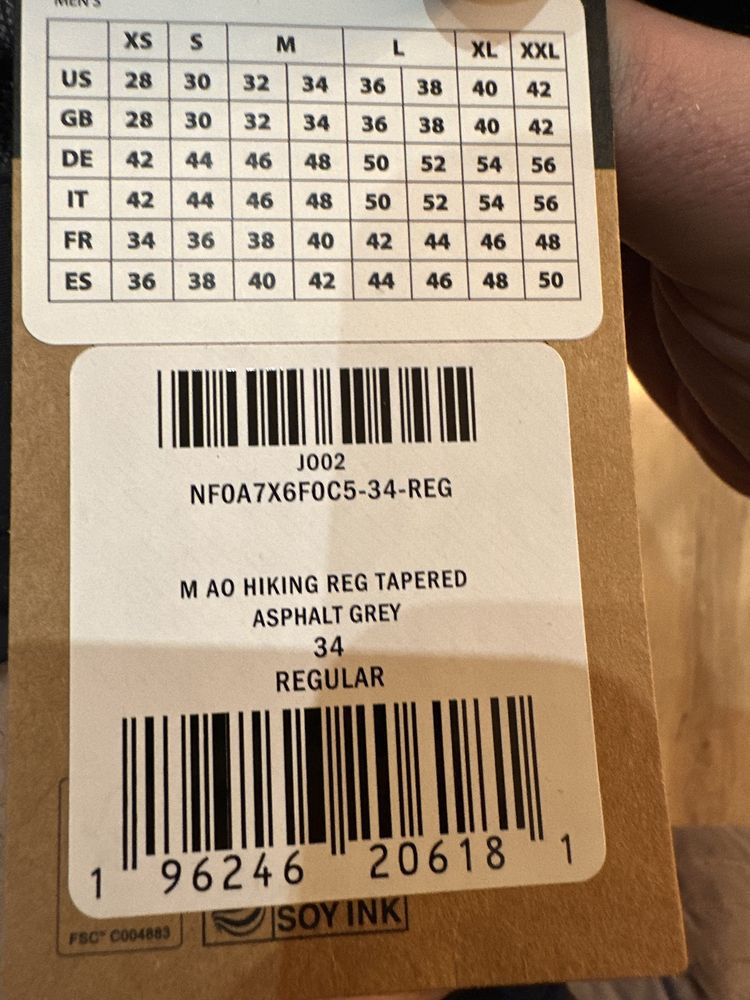 MEN'S
XS S M L XL XXL
US 28 30 32 34 36 38 40 42
GB 28 30 32 34 36 38 40 42
DE 42 44 46 48 50 52 54 56
IT 42 44 46 48 50 52 54 56
FR 34 36 38 40 42 44 46 48
ES 36 38 40 42 44 46 48 50
J002
NF0A7X6F0C5-34-REG
M AO HIKING REG TAPERED
ASPHALT GREY
34
REGULAR
1 96246 20618 1
SOY INK
FSC® C004883